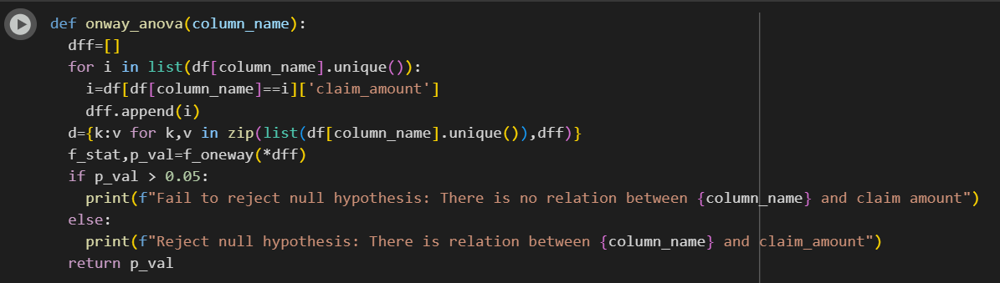 def onway_anova(column_name):
  dff=[]
  for i in list(df[column_name].unique()):
    i=df[df[column_name]==i]['claim_amount']
    dff.append(i)
  d={k:v for k,v in zip(list(df[column_name].unique()),dff)}
  f_stat,p_val=f_oneway(*dff)
  if p_val > 0.05:
    print(f"Fail to reject null hypothesis: There is no relation between {column_name} and claim amount")
  else:
    print(f"Reject null hypothesis: There is relation between {column_name} and claim_amount")
  return p_val